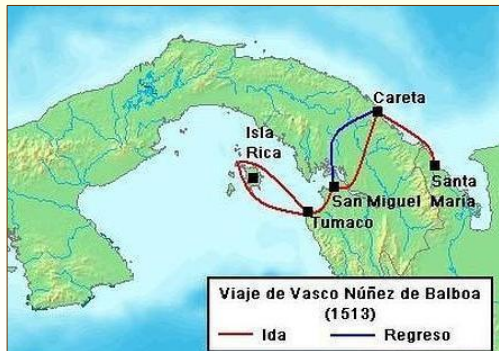 Careta
Isla
Rica
Santa
María
San Miguel
Tumaco
Viaje de Vasco Núñez de Balboa
(1513)
Ida
Regreso